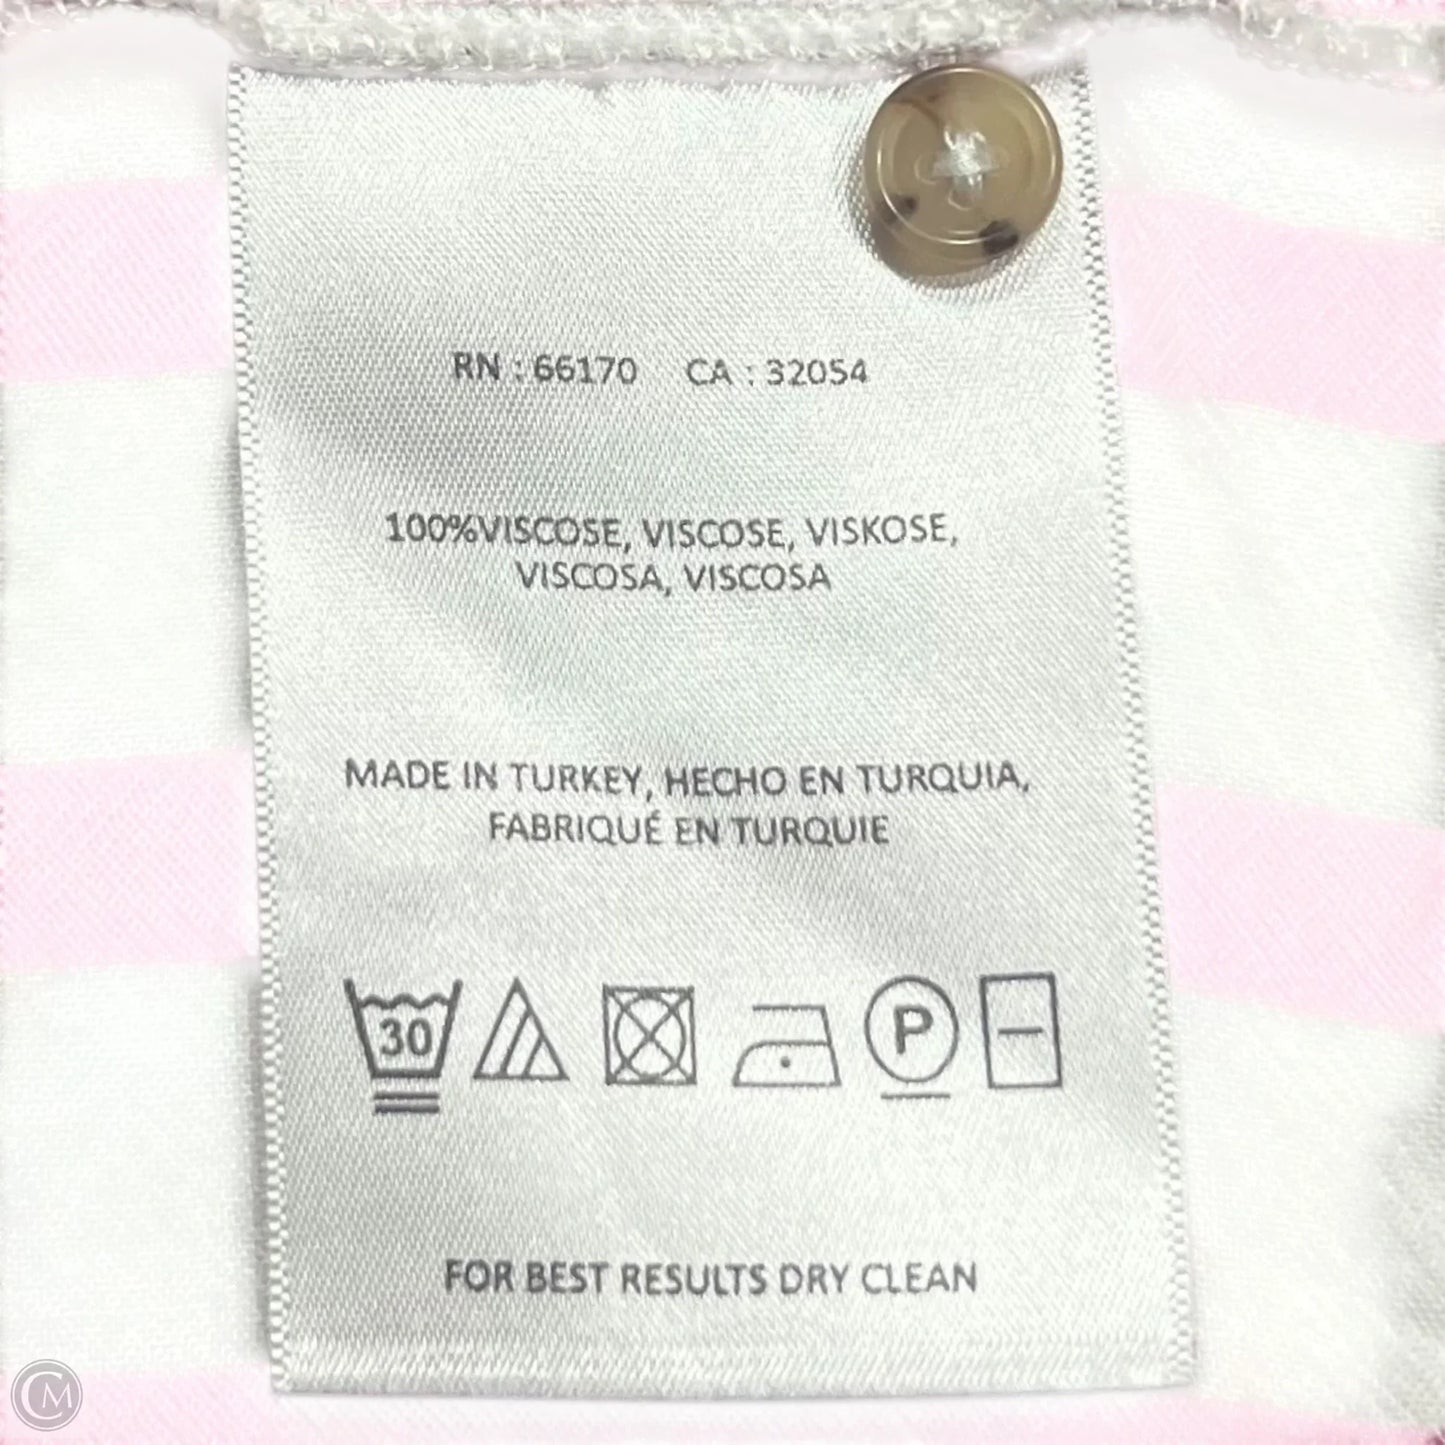 RN : 66170 CA : 32054
100%VISCOSE, VISCOSE, VISKOSE,
VISCOSA, VISCOSA
MADE IN TURKEY, HECHO EN TURQUIA,
FABRIQUÉ EN TURQUIE
30 P
FOR BEST RESULTS DRY CLEAN
CM